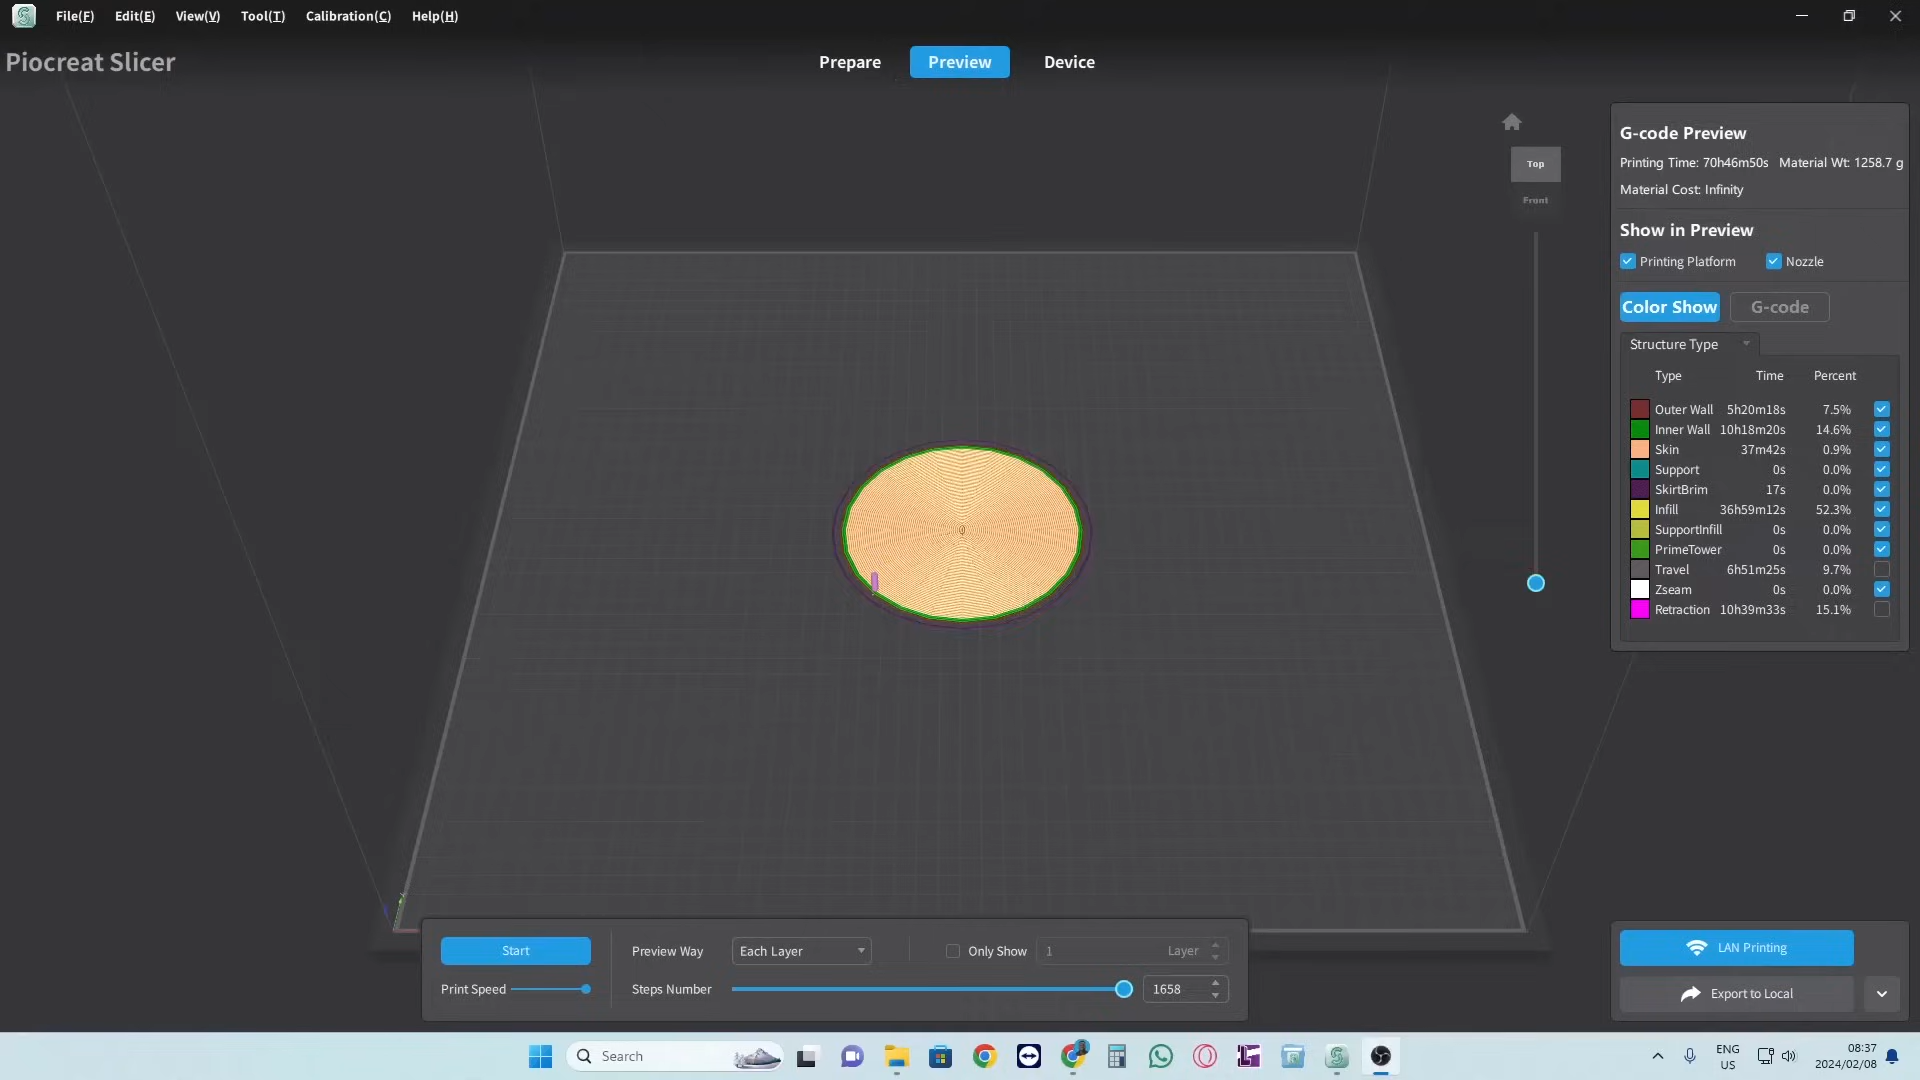 File(F) Edit(E) View(V) Tool(T) Calibration(C) Help(H)
Piocreat Slicer
Prepare Preview Device
Top
Front
G-code Preview
Printing Time: 70h46m50s Material Wt: 1258.7 g
Material Cost: Infinity
Show in Preview
Printing Platform Nozzle
Color Show G-code
Structure Type
Type Time Percent
Outer Wall 5h20m18s 7.5%
Inner Wall 10h18m20s 14.6%
Skin 37m42s 0.9%
Support 0s 0.0%
SkirtBrim 17s 0.0%
Infill 36h59m12s 52.3%
SupportInfill 0s 0.0%
PrimeTower 0s 0.0%
Travel 6h51m25s 9.7%
Zseam 0s 0.0%
Retraction 10h39m33s 15.1%
Start Preview Way Each Layer Only Show 1 Layer
Print Speed Steps Number 1658
LAN Printing
Export to Local
Search
ENG
US
08:37
2024/02/08